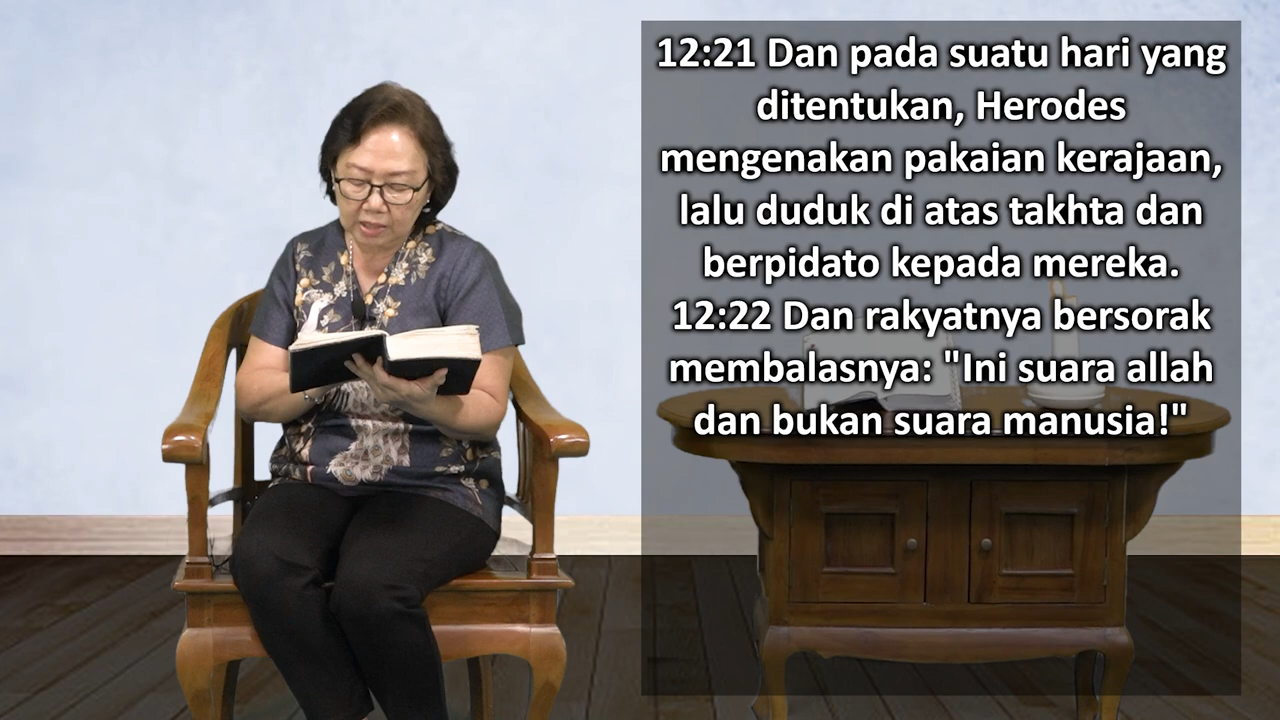 12:21 Dan pada suatu hari yang
ditentukan, Herodes
mengenakan pakaian kerajaan,
lalu duduk di atas takhta dan
berpidato kepada mereka.
12:22 Dan rakyatnya bersorak
membalasnya: "Ini suara allah
dan bukan suara manusia!"